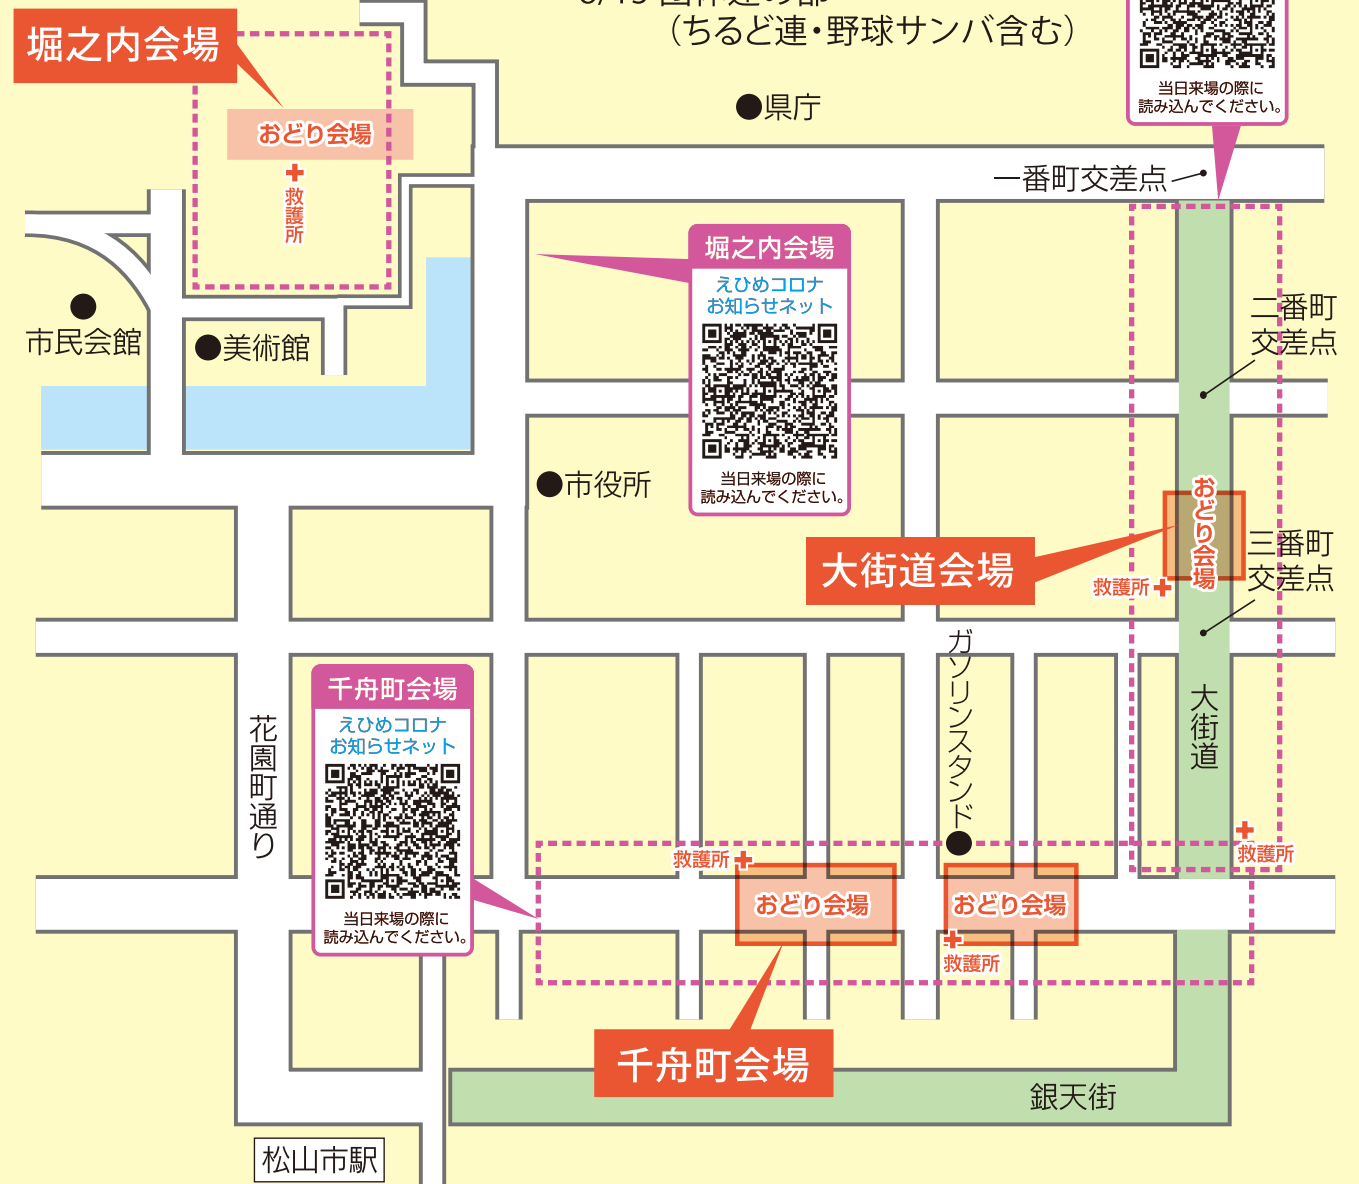 （ちるど連・野球サンバ含む）
堀之内会場
おどり会場
救護所
県庁
当日来場の際に
読み込んでください。
一番町交差点
堀之内会場
えひめコロナ
お知らせネット
当日来場の際に
読み込んでください。
二番町
交差点
市民会館
美術館
市役所
大街道会場
おどり会場
救護所
三番町
交差点
千舟町会場
えひめコロナ
お知らせネット
当日来場の際に
読み込んでください。
花園町通り
ガソリンスタンド
大街道
救護所
おどり会場
おどり会場
救護所
救護所
千舟町会場
銀天街
松山市駅